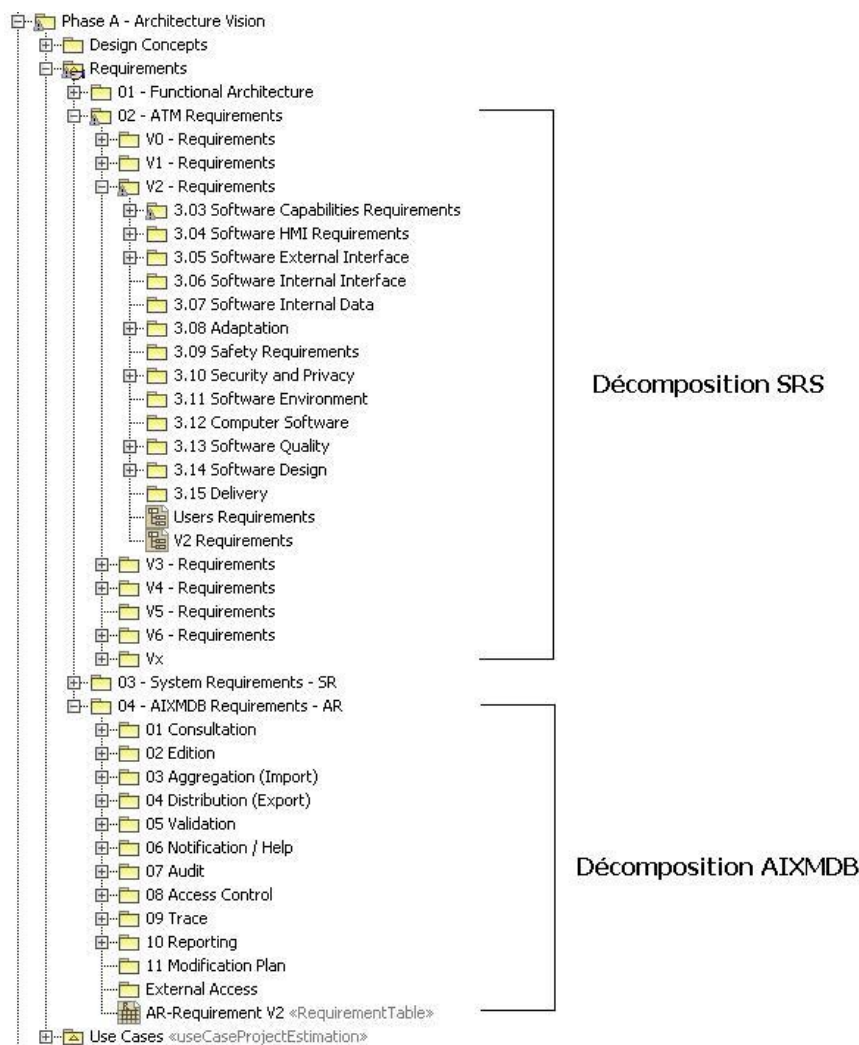 Phase A - Architecture Vision
Design Concepts
Requirements
01 - Functional Architecture
02 - ATM Requirements
V0 - Requirements
V1 - Requirements
V2 - Requirements
3.03 Software Capabilities Requirements
3.04 Software HMI Requirements
3.05 Software External Interface
3.06 Software Internal Interface
3.07 Software Internal Data
3.08 Adaptation
3.09 Safety Requirements
3.10 Security and Privacy
3.11 Software Environment
Décomposition SRS
3.12 Computer Software
3.13 Software Quality
3.14 Software Design
3.15 Delivery
Users Requirements
V2 Requirements
V3 - Requirements
V4 - Requirements
V5 - Requirements
V6 - Requirements
Vx
03 - System Requirements - SR
04 - AIXMDB Requirements - AR
01 Consultation
02 Edition
03 Aggregation (Import)
04 Distribution (Export)
05 Validation
06 Notification / Help
07 Audit
Décomposition AIXMDB
08 Access Control
09 Trace
10 Reporting
11 Modification Plan
External Access
AR-Requirement V2 «RequirementTable»
Use Cases «useCaseProjectEstimation»